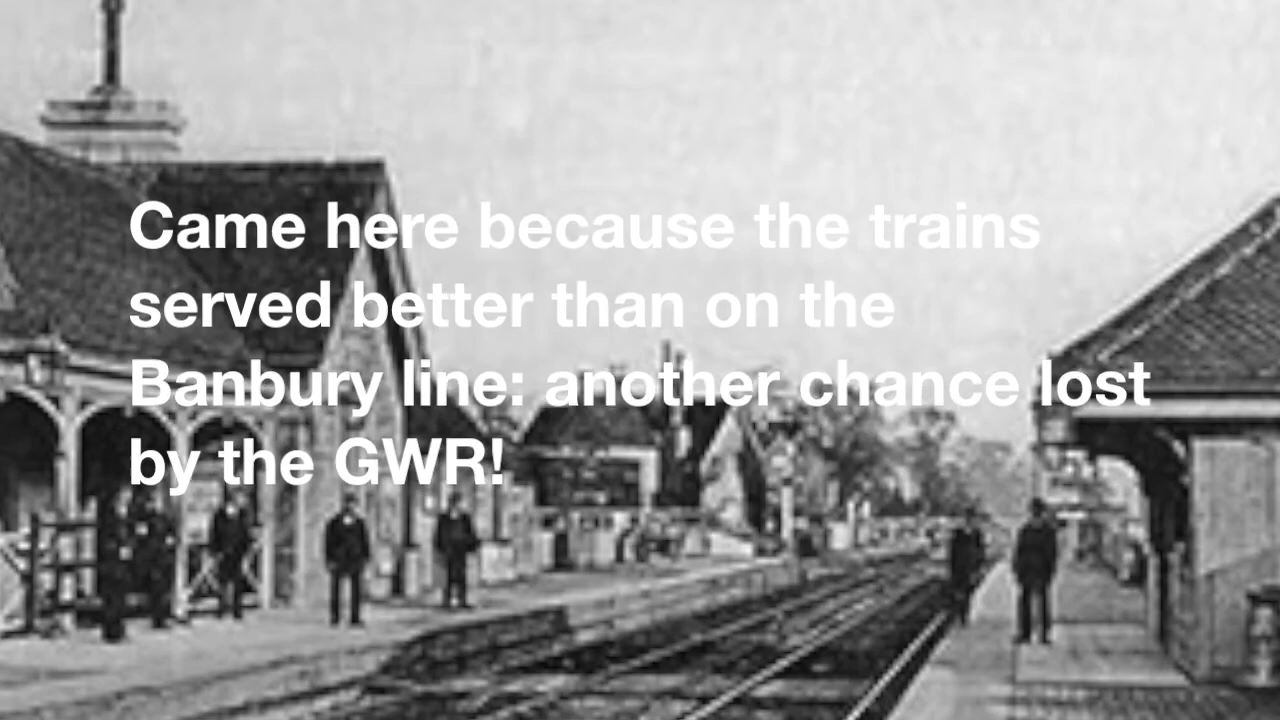 Came here because the trains
served better than on the
Banbury line: another chance lost
by the GWR!